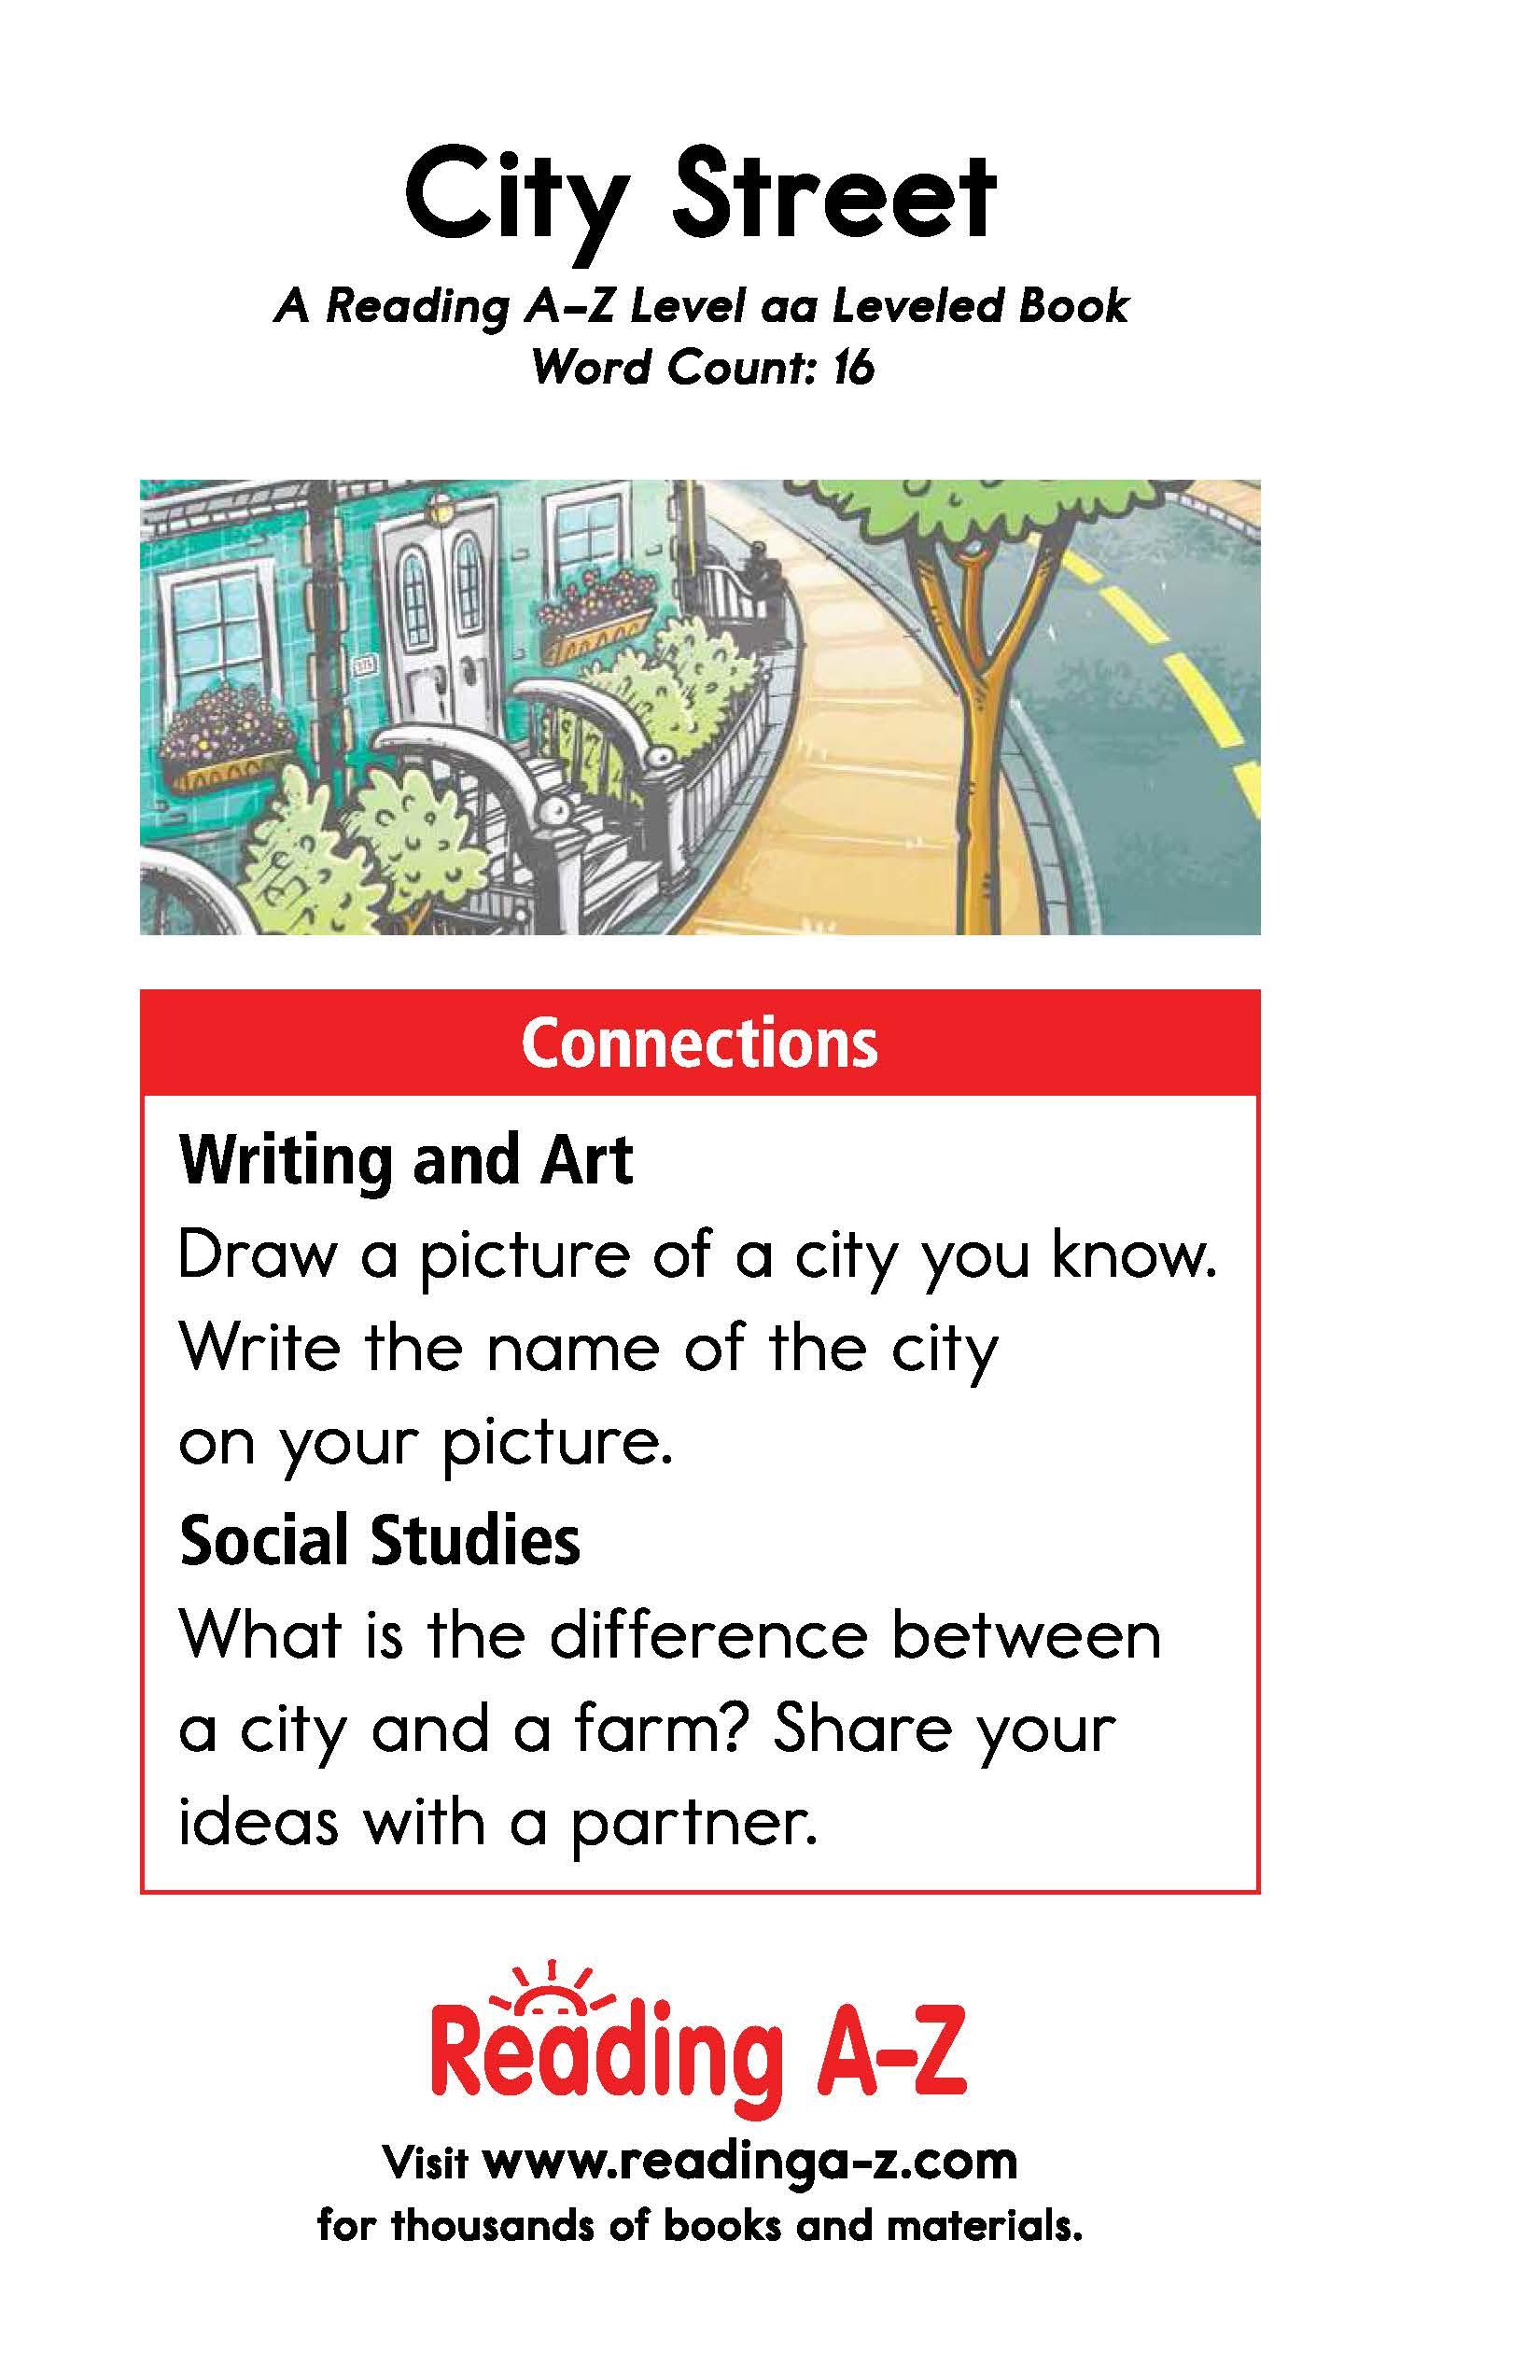 City Street
A Reading A–Z Level aa Leveled Book
Word Count: 16
375
Connections
Writing and Art
Draw a picture of a city you know.
Write the name of the city
on your picture.
Social Studies
What is the difference between
a city and a farm? Share your
ideas with a partner.
Reading A–Z
Visit www.readinga-z.com
for thousands of books and materials.